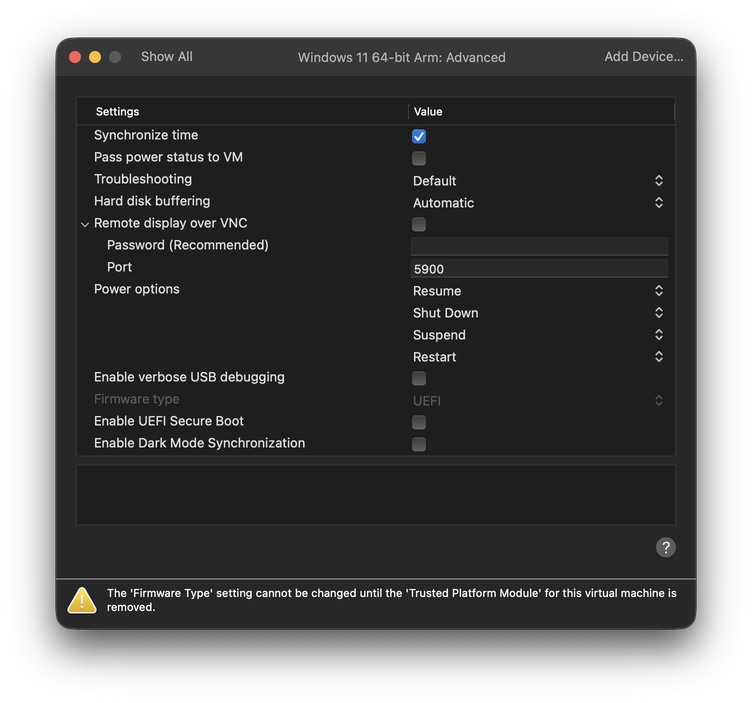 Show All
Windows 11 64-bit Arm: Advanced
Add Device...
Settings
Value
Synchronize time
Pass power status to VM
Troubleshooting
Default
Hard disk buffering
Automatic
Remote display over VNC
Password (Recommended)
Port
5900
Power options
Resume
Shut Down
Suspend
Restart
Enable verbose USB debugging
Firmware type
UEFI
Enable UEFI Secure Boot
Enable Dark Mode Synchronization
?
The 'Firmware Type' setting cannot be changed until the 'Trusted Platform Module' for this virtual machine is
removed.